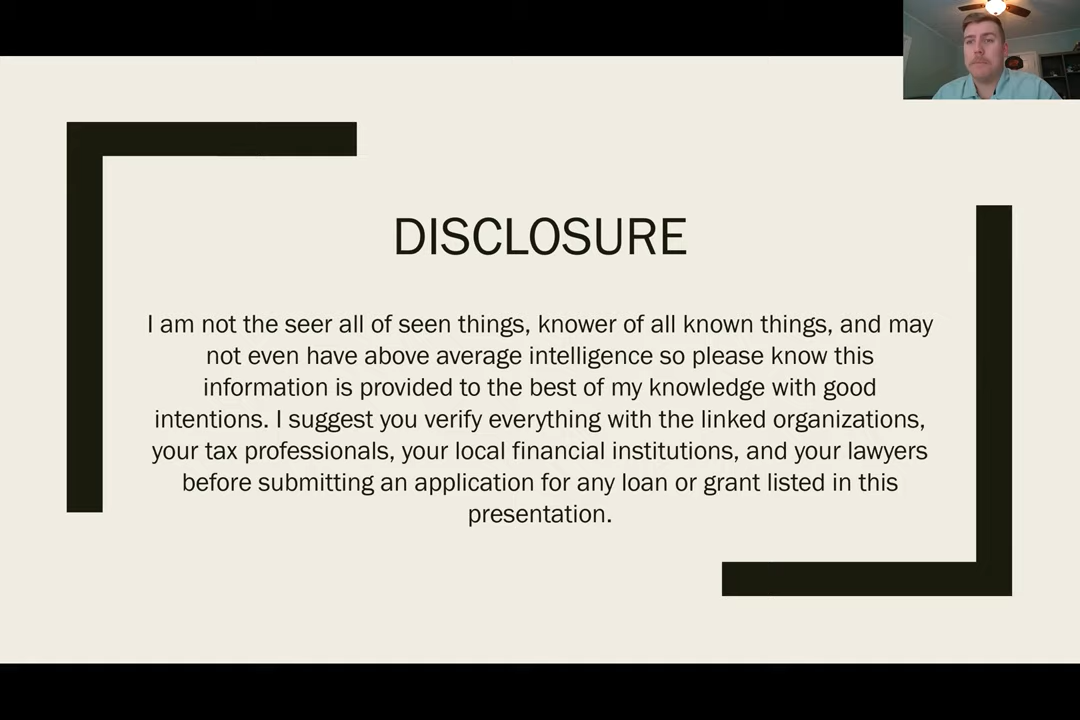 DISCLOSURE
I am not the seer all of seen things, knower of all known things, and may
not even have above average intelligence so please know this
information is provided to the best of my knowledge with good
intentions. I suggest you verify everything with the linked organizations,
your tax professionals, your local financial institutions, and your lawyers
before submitting an application for any loan or grant listed in this
presentation.